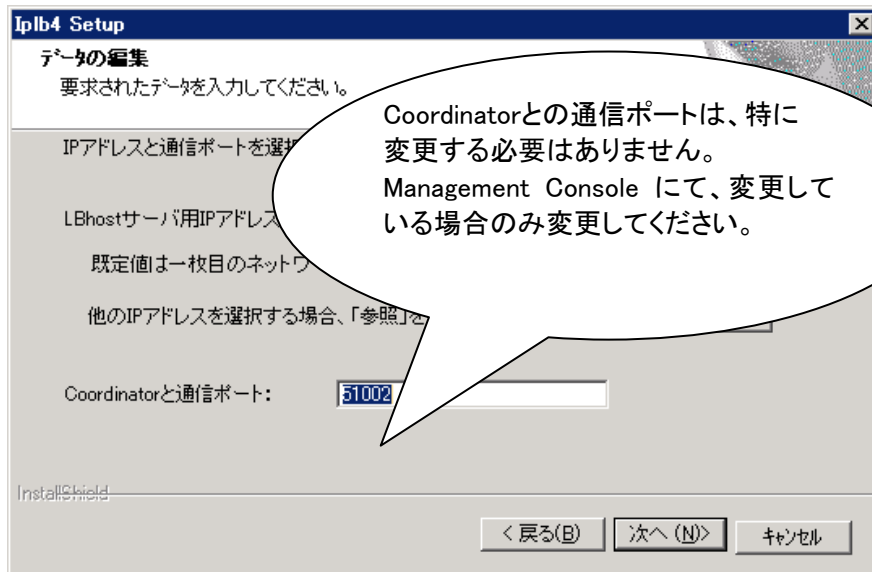 Iplb4 Setup
データの編集
要求されたデータを入力してください。
Coordinatorとの通信ポートは、特に
変更する必要はありません。
Management Console にて、変更して
いる場合のみ変更してください。
IPアドレスと通信ポートを選択
LBhostサーバ用IPアドレス
既定値は一枚目のネットワ
他のIPアドレスを選択する場合、「参照」を
Coordinatorと通信ポート: 51002
InstallShield
< 戻る(B) 次へ (N)> キャンセル